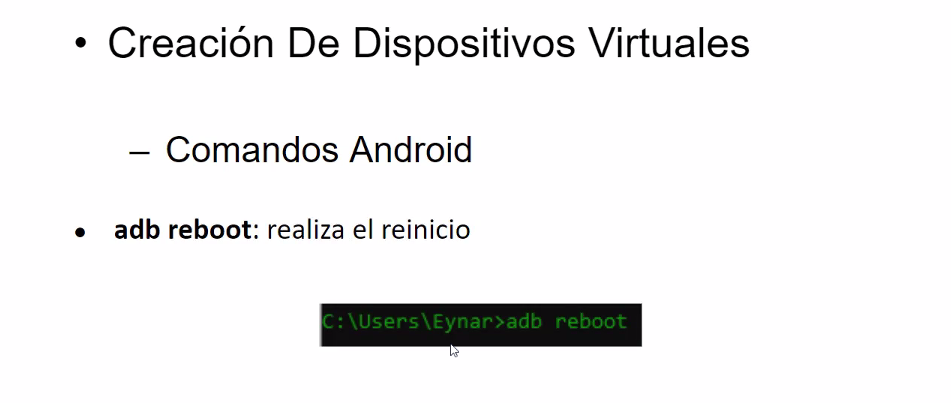 • Creación De Dispositivos Virtuales
– Comandos Android
• adb reboot: realiza el reinicio
C:\Users\Eynar>adb reboot